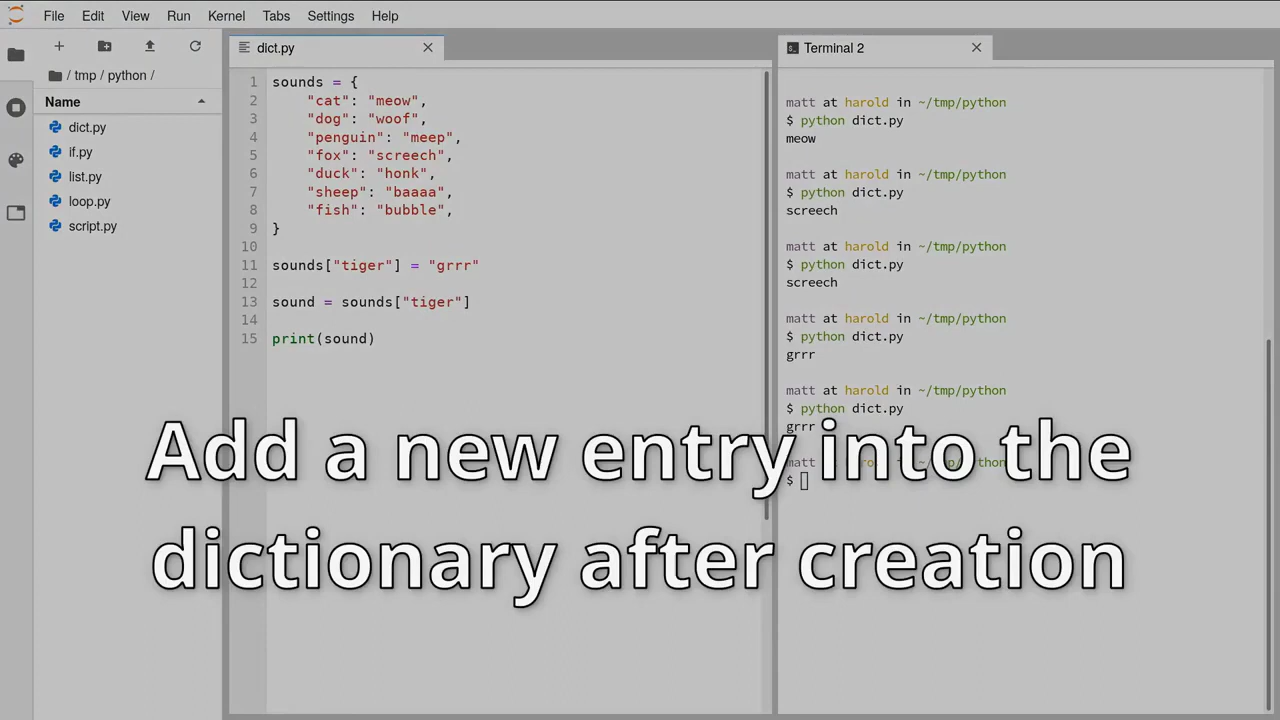 File Edit View Run Kernel Tabs Settings Help
/ tmp / python /
Name
dict.py
if.py
list.py
loop.py
script.py
dict.py
1 sounds = {
2     "cat": "meow",
3     "dog": "woof",
4     "penguin": "meep",
5     "fox": "screech",
6     "duck": "honk",
7     "sheep": "baaaa",
8     "fish": "bubble",
9 }
10
11 sounds["tiger"] = "grrr"
12
13 sound = sounds["tiger"]
14
15 print(sound)
Terminal 2
matt at harold in ~/tmp/python
$ python dict.py
meow
matt at harold in ~/tmp/python
$ python dict.py
screech
matt at harold in ~/tmp/python
$ python dict.py
screech
matt at harold in ~/tmp/python
$ python dict.py
grrr
matt at harold in ~/tmp/python
$ python dict.py
grrr
matt at harold in ~/tmp/python
$
Add a new entry into the
dictionary after creation